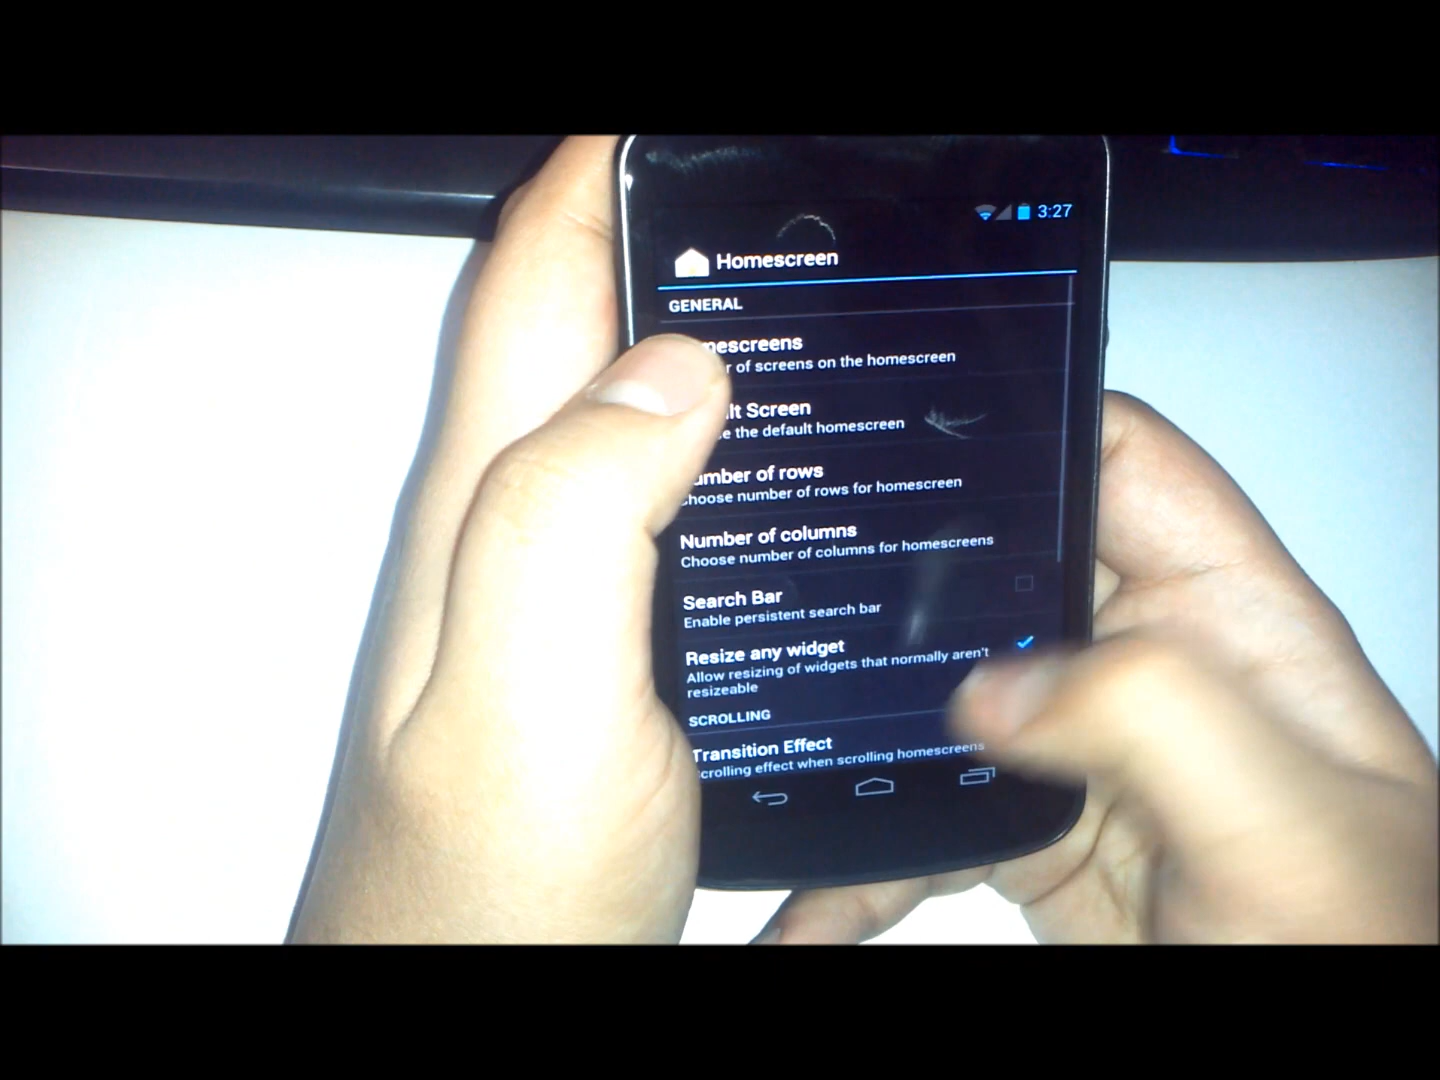 3:27
Homescreen
GENERAL
mescreens
r of screens on the homescreen
lt Screen
e the default homescreen
umber of rows
Choose number of rows for homescreen
Number of columns
Choose number of columns for homescreens
Search Bar
Enable persistent search bar
Resize any widget
Allow resizing of widgets that normally aren't
resizeable
SCROLLING
Transition Effect
crolling effect when scrolling homescreens